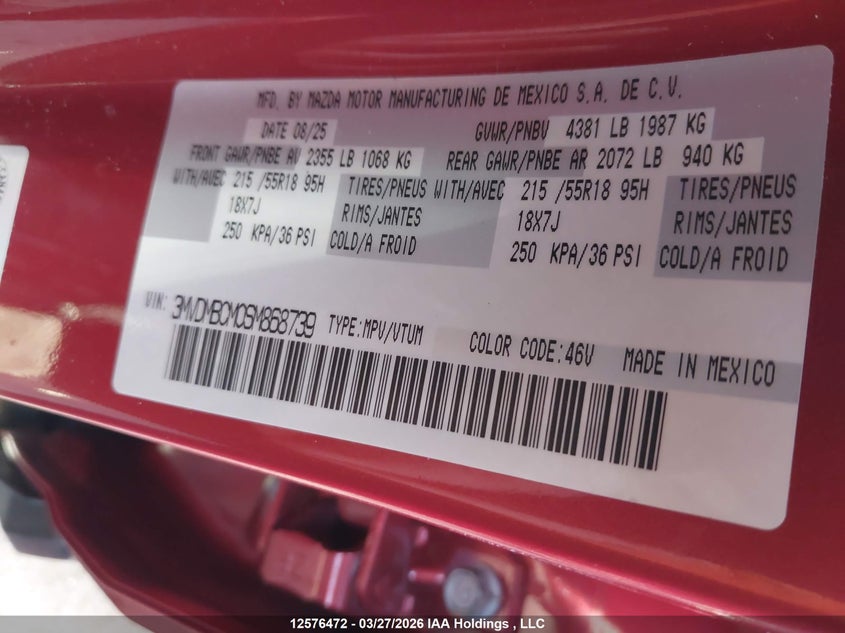 MFD. BY MAZDA MOTOR MANUFACTURING DE MEXICO S.A. DE C.V.
DATE 08/25 GVWR/PNBV 4381 LB 1987 KG
FRONT GAWR/PNBE AV 2355 LB 1068 KG REAR GAWR/PNBE AR 2072 LB 940 KG
WITH/AVEC 215 /55R18 95H TIRES/PNEUS WITH/AVEC 215 /55R18 95H TIRES/PNEUS
18X7J RIMS/JANTES 18X7J RIMS/JANTES
250 KPA/36 PSI COLD/A FROID 250 KPA/36 PSI COLD/A FROID
VIN: 3MVDMBCM0SM868739 TYPE:MPV/VTUM COLOR CODE:46V MADE IN MEXICO
12576472 - 03/27/2026 IAA Holdings , LLC